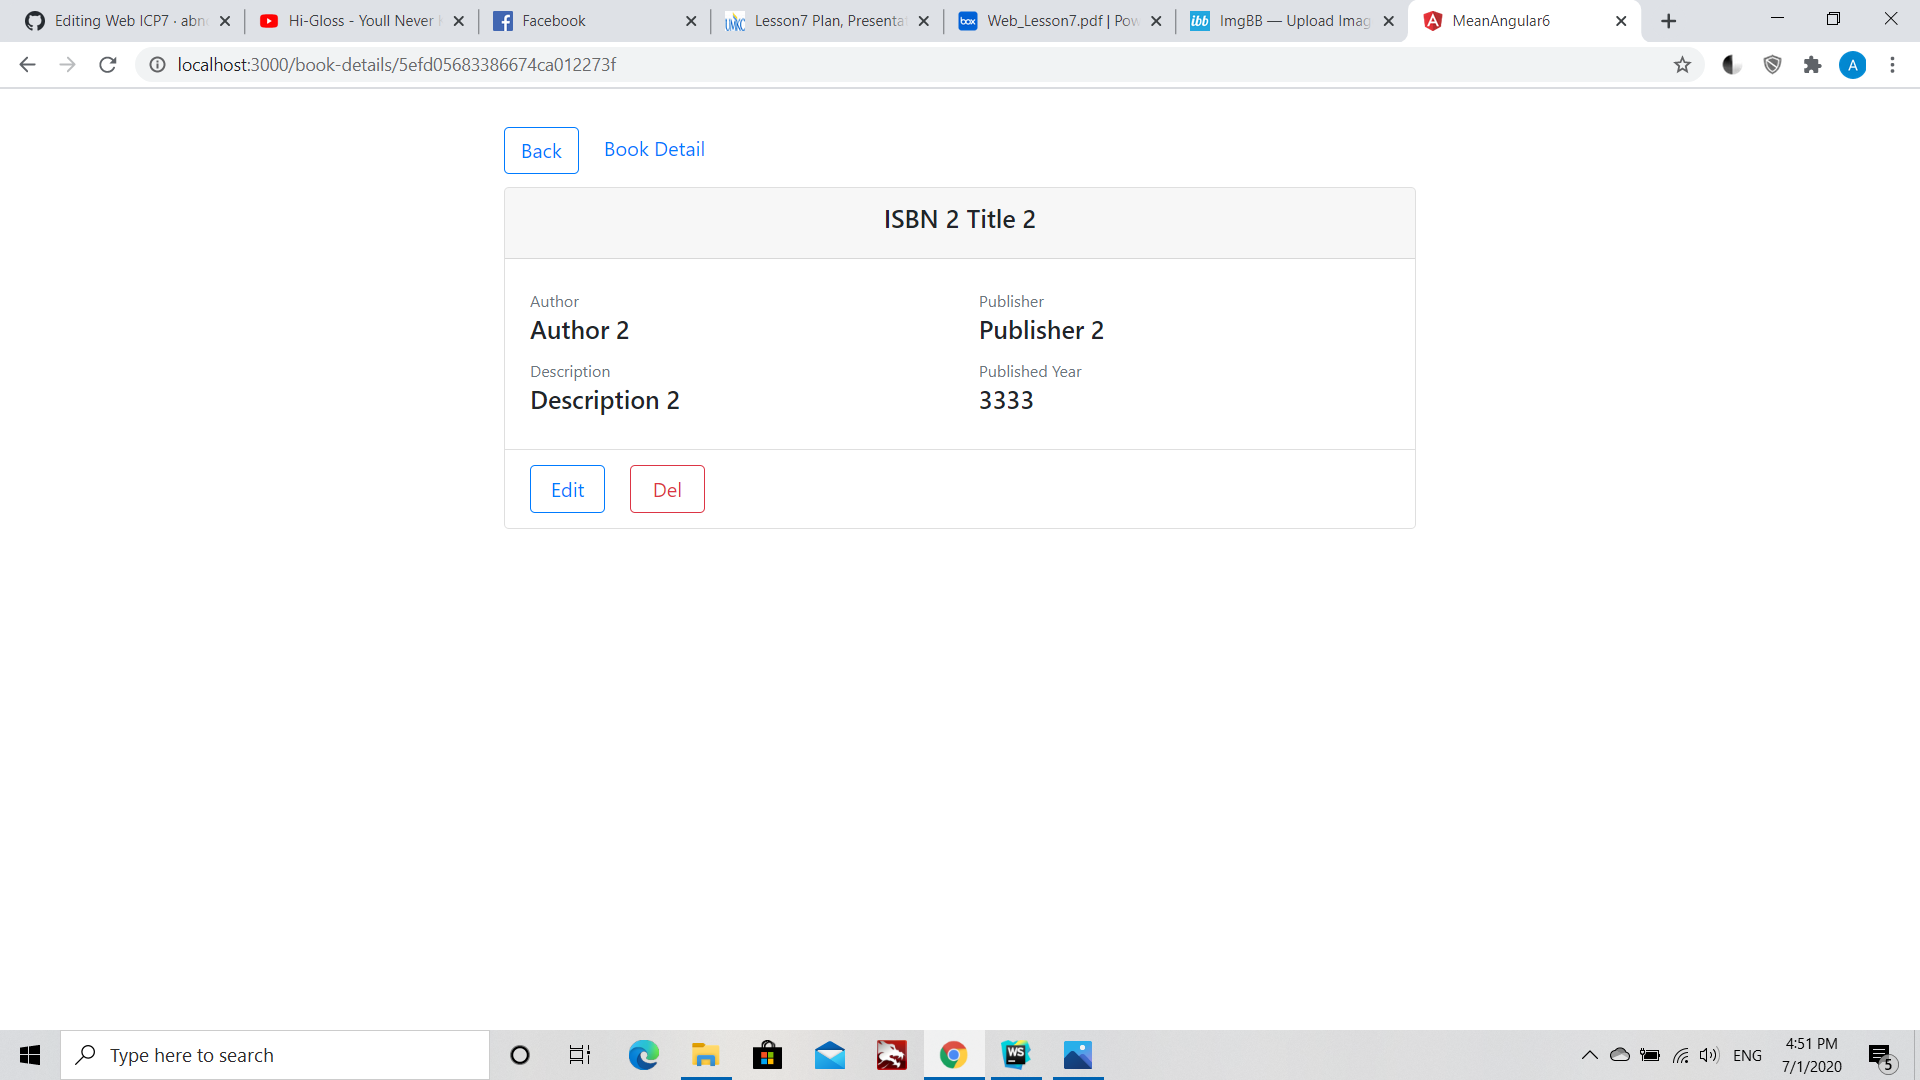 Editing Web ICP7 · abn
Hi-Gloss - Youll Never
Facebook
Lesson7 Plan, Presenta
Web_Lesson7.pdf | Pow
ImgBB — Upload Imag
MeanAngular6
localhost:3000/book-details/5efd05683386674ca012273f
A
Back
Book Detail
ISBN 2 Title 2
Author
Publisher
Author 2
Publisher 2
Description
Published Year
Description 2
3333
Edit
Del
Type here to search
WS
ENG
4:51 PM
7/1/2020
5